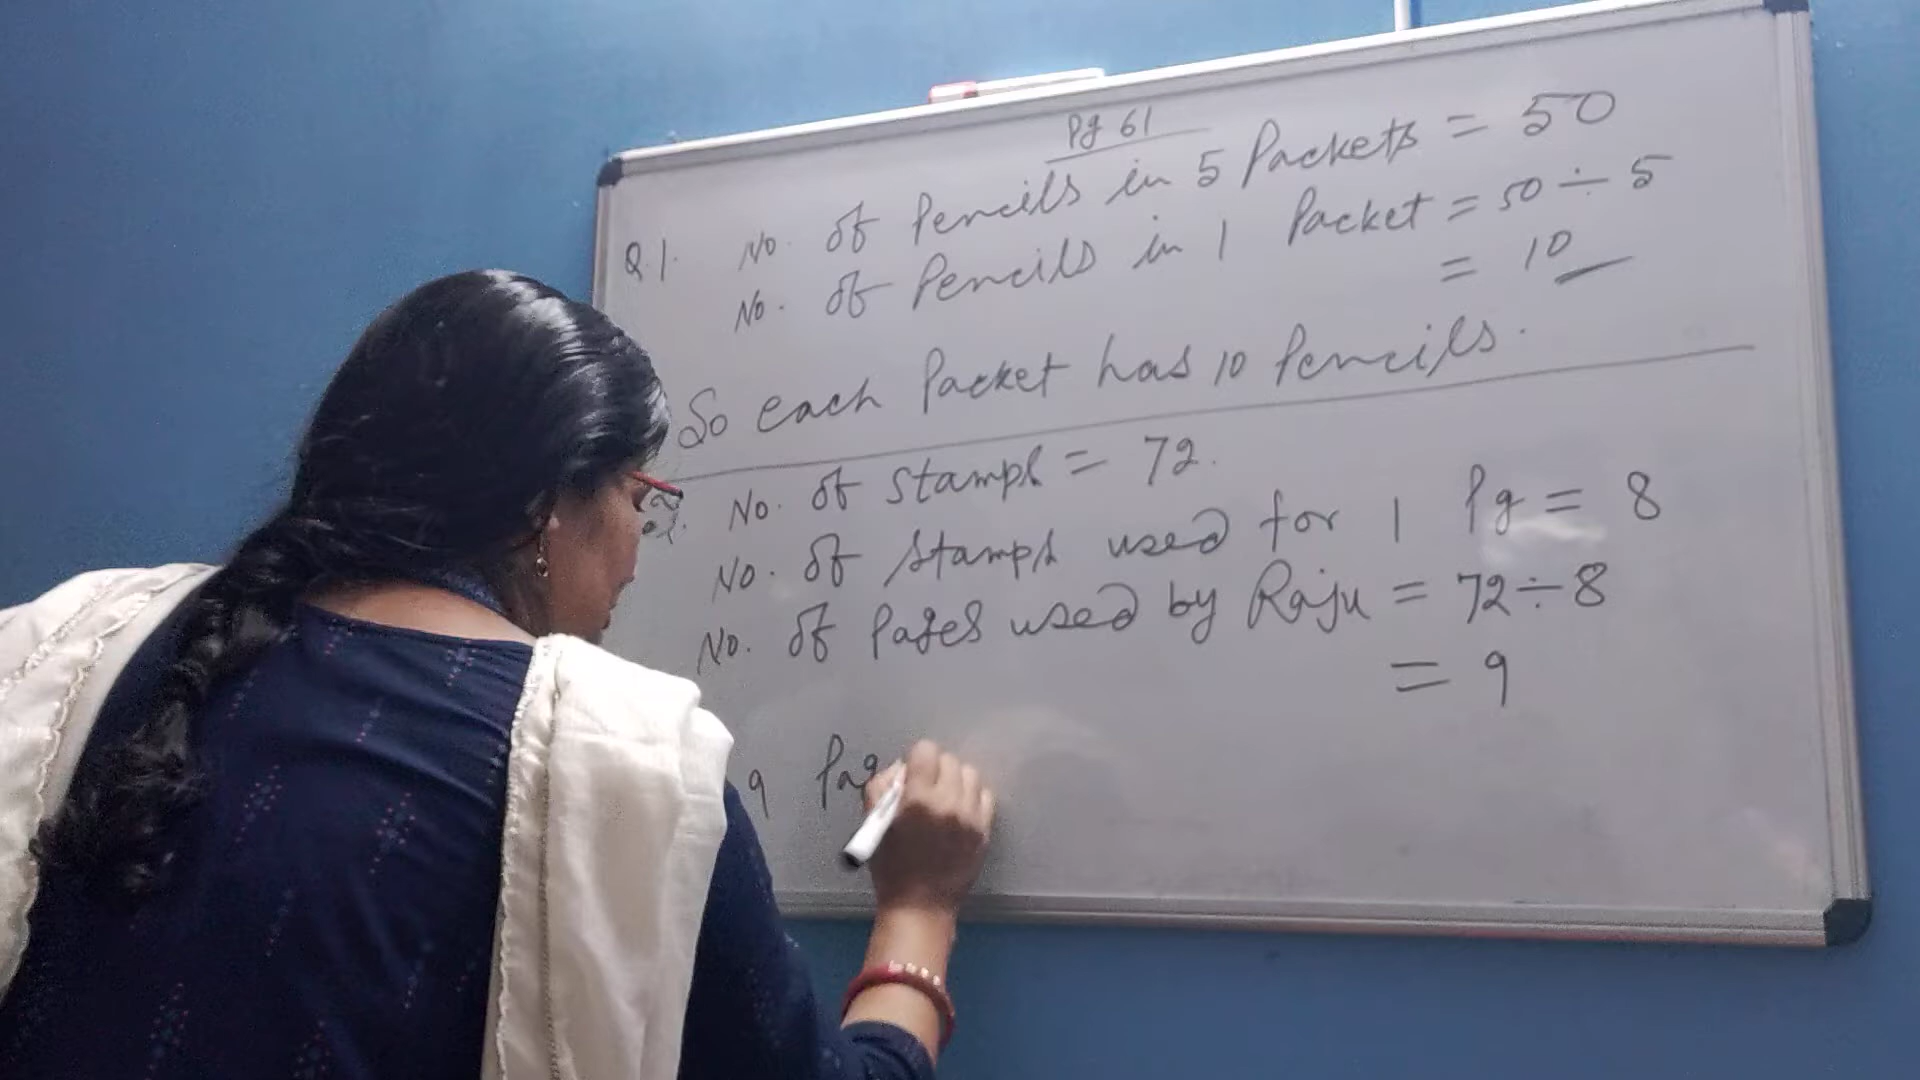 Pg 61
Q.1. No. of Pencils in 5 Packets = 50
No. of Pencils in 1 Packet = 50 ÷ 5
= 10
So each Packet has 10 Pencils.
No. of Stamps = 72.
No. of Stamps used for 1 Pg = 8
No. of Pages used by Raju = 72 ÷ 8
= 9
9 Pag